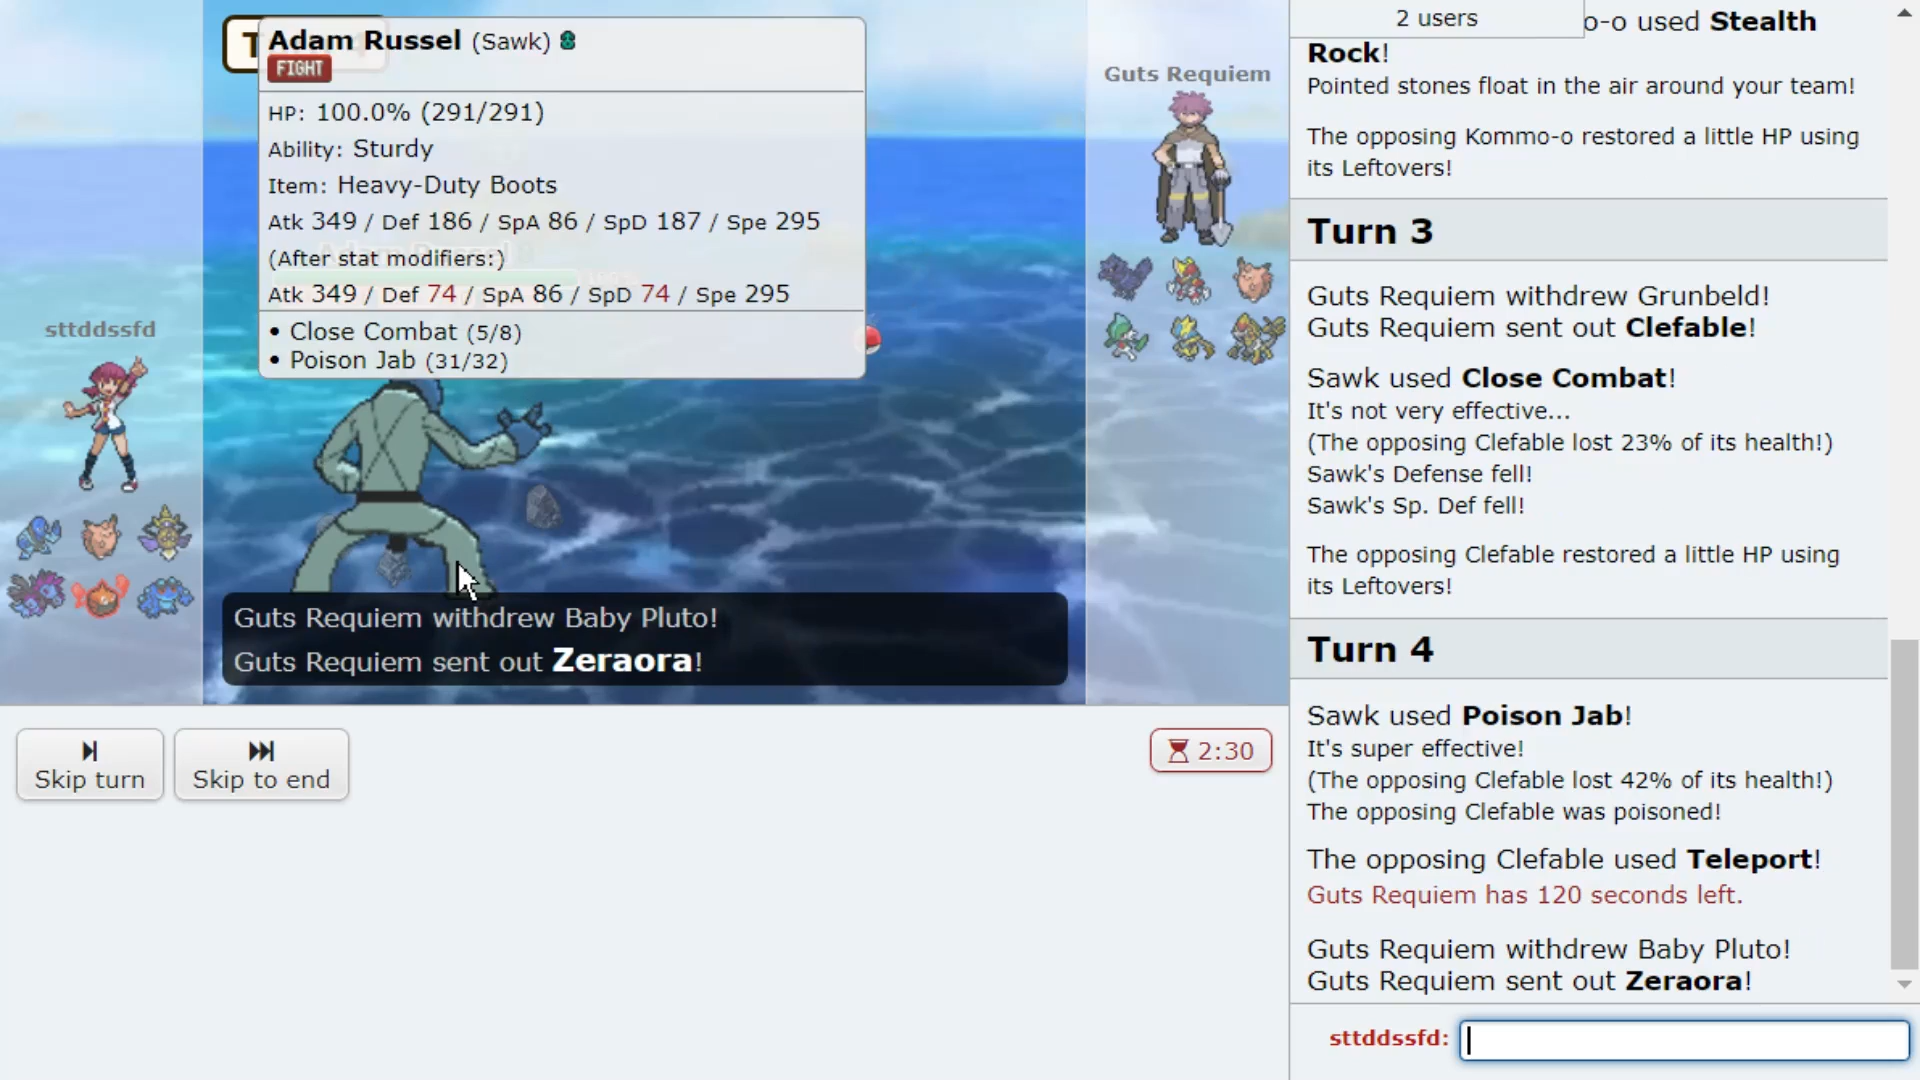 T
Adam Russel (Sawk)
FIGHT
HP: 100.0% (291/291)
Ability: Sturdy
Item: Heavy-Duty Boots
Atk 349 / Def 186 / SpA 86 / SpD 187 / Spe 295
(After stat modifiers:)
Atk 349 / Def 74 / SpA 86 / SpD 74 / Spe 295
• Close Combat (5/8)
• Poison Jab (31/32)
sttddssfd
Guts Requiem
Guts Requiem withdrew Baby Pluto!
Guts Requiem sent out Zeraora!
Skip turn
Skip to end
2:30
2 users
o-o used Stealth
Rock!
Pointed stones float in the air around your team!
The opposing Kommo-o restored a little HP using
its Leftovers!
Turn 3
Guts Requiem withdrew Grunbeld!
Guts Requiem sent out Clefable!
Sawk used Close Combat!
It's not very effective...
(The opposing Clefable lost 23% of its health!)
Sawk's Defense fell!
Sawk's Sp. Def fell!
The opposing Clefable restored a little HP using
its Leftovers!
Turn 4
Sawk used Poison Jab!
It's super effective!
(The opposing Clefable lost 42% of its health!)
The opposing Clefable was poisoned!
The opposing Clefable used Teleport!
Guts Requiem has 120 seconds left.
Guts Requiem withdrew Baby Pluto!
Guts Requiem sent out Zeraora!
sttddssfd: